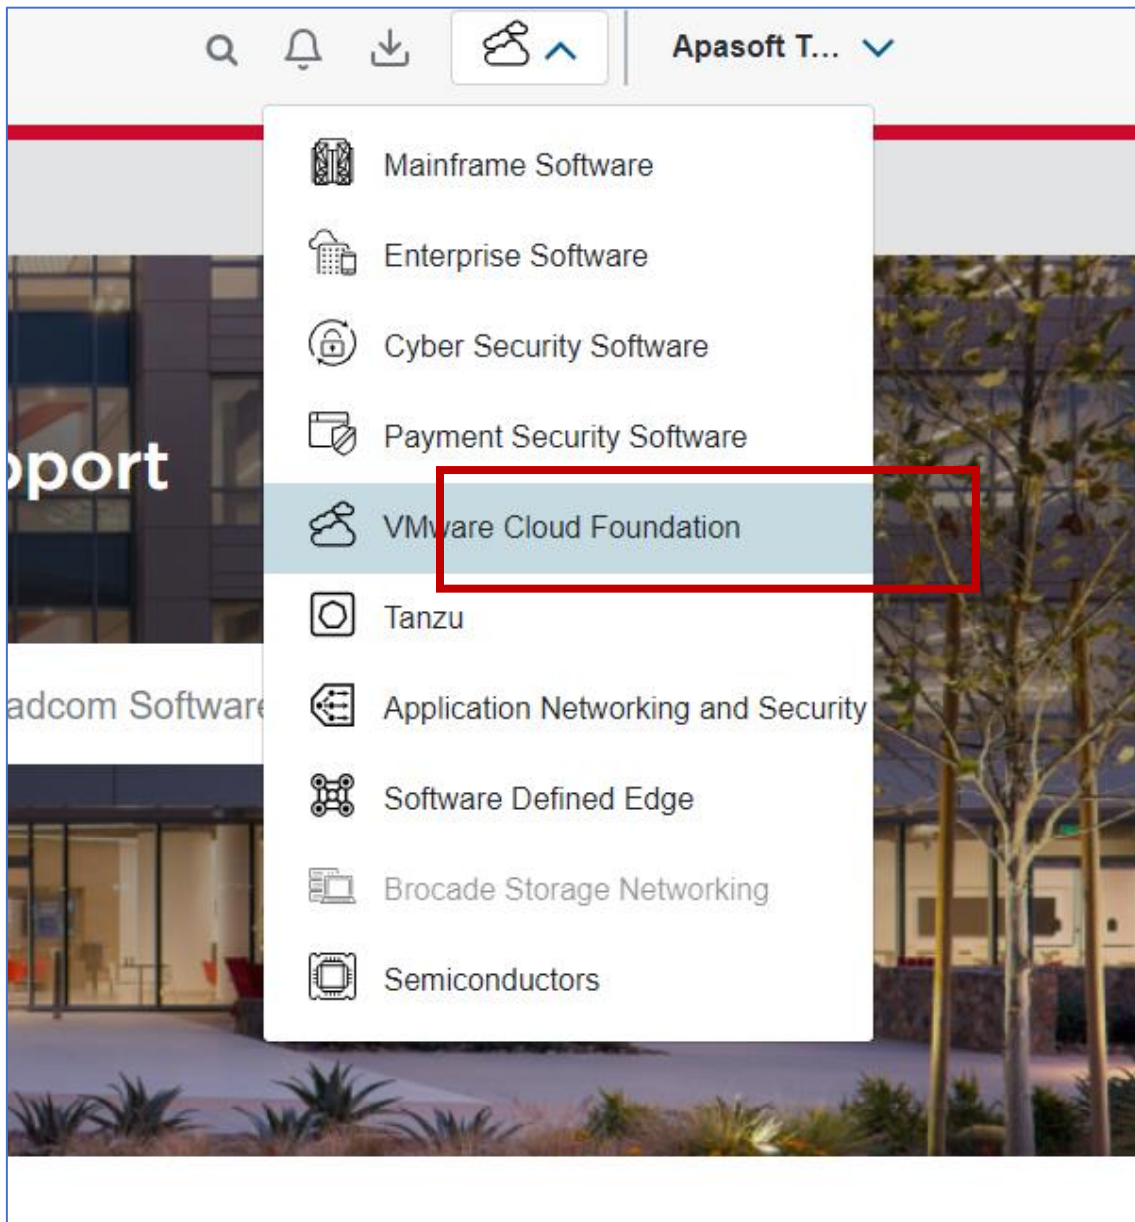 Apasoft T...
Mainframe Software
Enterprise Software
Cyber Security Software
Payment Security Software
pport
VMware Cloud Foundation
Tanzu
adcom Software
Application Networking and Security
Software Defined Edge
Brocade Storage Networking
Semiconductors